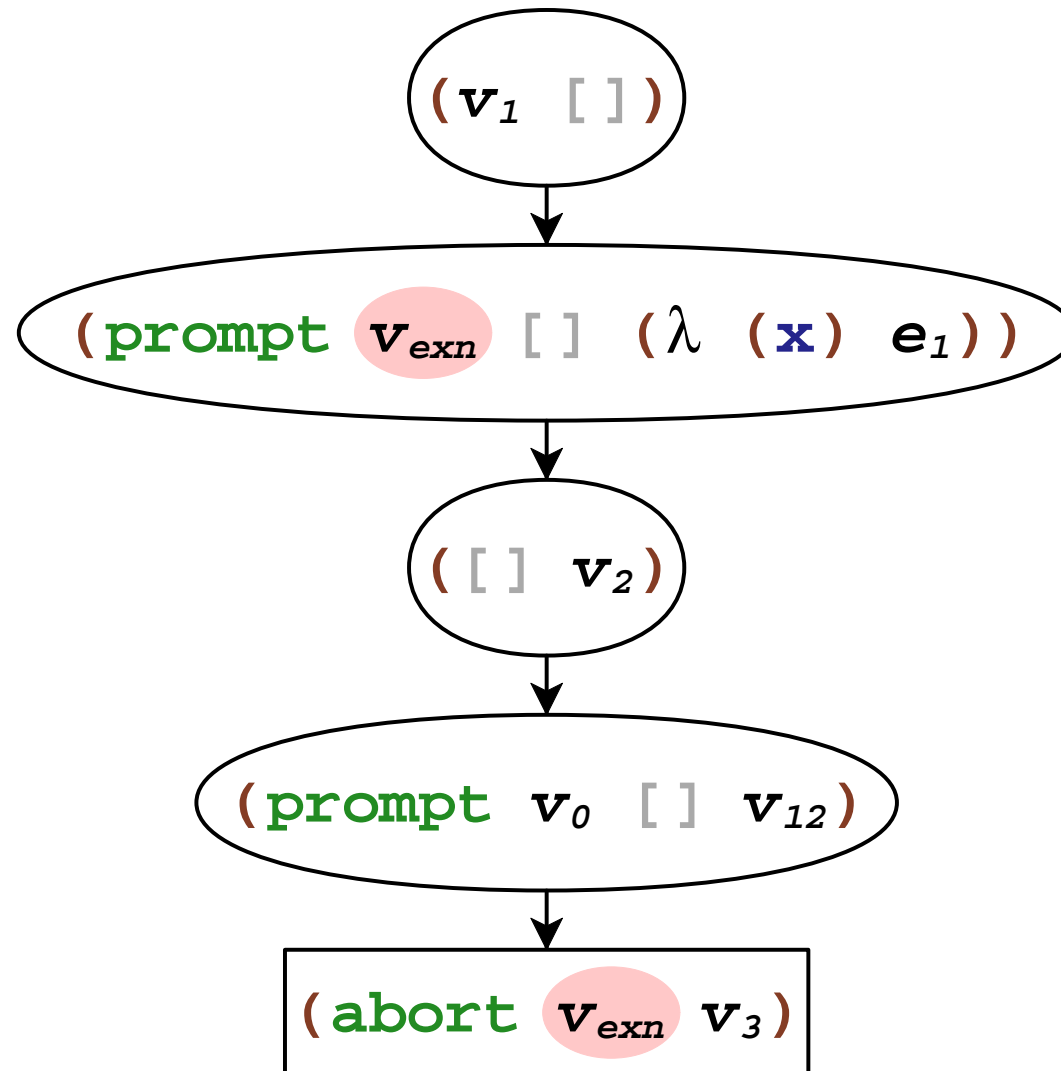 (v₁ [])
(prompt vₑₓₙ [] (λ (x) e₁))
([] v₂)
(prompt v₀ [] v₁₂)
(abort vₑₓₙ v₃)